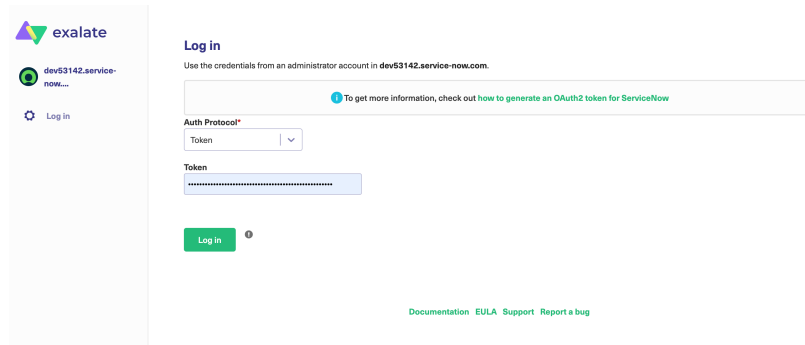 exalate
dev53142.service-
now....
Log in
Log in
Use the credentials from an administrator account in dev53142.service-now.com.
To get more information, check out how to generate an OAuth2 token for ServiceNow
Auth Protocol*
Token
Token
Log in
Documentation EULA Support Report a bug